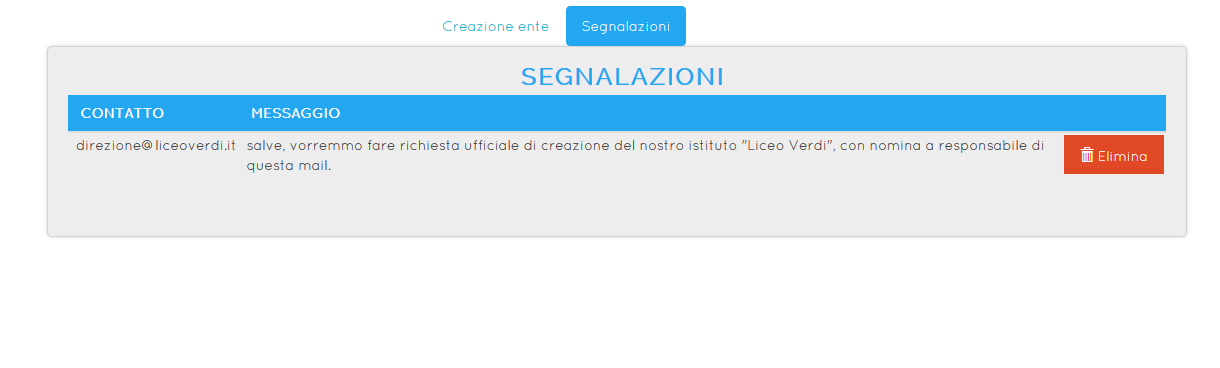 Creazione ente Segnalazioni
SEGNALAZIONI
CONTATTO MESSAGGIO
direzione@liceoverdi.it salve, vorremmo fare richiesta ufficiale di creazione del nostro istituto "Liceo Verdi", con nomina a responsabile di
questa mail.
Elimina